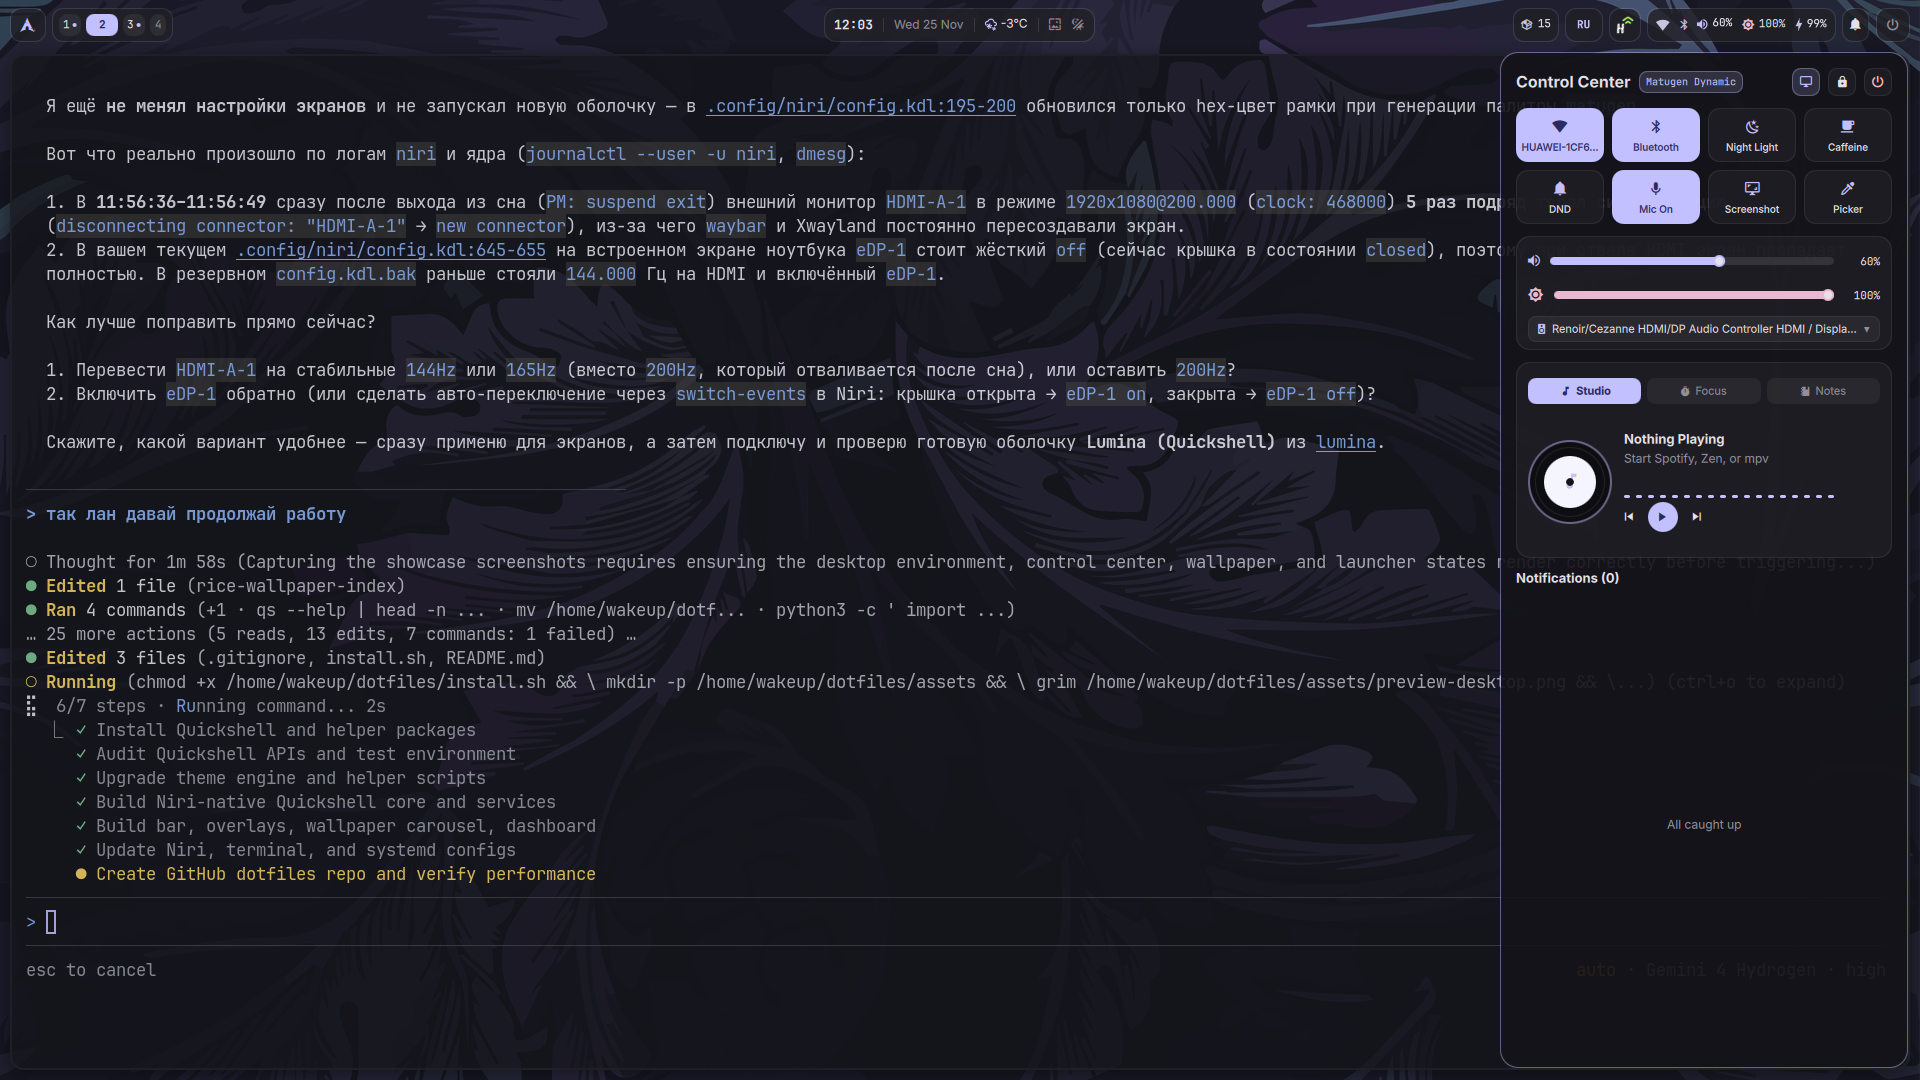 1 2 3 4
12:03 Wed 25 Nov -3°C
15 RU H 60% 100% 99%
Я ещё не менял настройки экранов и не запускал новую оболочку — в .config/niri/config.kdl:195-200 обновился только hex-цвет рамки при генерации палитры matugen.
Вот что реально произошло по логам niri и ядра (journalctl --user -u niri, dmesg):
1. В 11:56:36–11:56:49 сразу после выхода из сна (PM: suspend exit) внешний монитор HDMI-A-1 в режиме 1920x1080@200.000 (clock: 468000) 5 раз подряд
(disconnecting connector: "HDMI-A-1" → new connector), из-за чего waybar и Xwayland постоянно пересоздавали экран.
2. В вашем текущем .config/niri/config.kdl:645-655 на встроенном экране ноутбука eDP-1 стоит жёсткий off (сейчас крышка в состоянии closed), поэтому
полностью. В резервном config.kdl.bak раньше стояли 144.000 Гц на HDMI и включённый eDP-1.
Как лучше поправить прямо сейчас?
1. Перевести HDMI-A-1 на стабильные 144Hz или 165Hz (вместо 200Hz, который отваливается после сна), или оставить 200Hz?
2. Включить eDP-1 обратно (или сделать авто-переключение через switch-events в Niri: крышка открыта → eDP-1 on, закрыта → eDP-1 off)?
Скажите, какой вариант удобнее — сразу применю для экранов, а затем подключу и проверю готовую оболочку Lumina (Quickshell) из lumina.
> так лан давай продолжай работу
Thought for 1m 58s (Capturing the showcase screenshots requires ensuring the desktop environment, control center, wallpaper, and launcher states render correctly before triggering...)
Edited 1 file (rice-wallpaper-index)
Ran 4 commands (+1 · qs --help | head -n ... · mv /home/wakeup/dotf... · python3 -c ' import ...)
… 25 more actions (5 reads, 13 edits, 7 commands: 1 failed) …
Edited 3 files (.gitignore, install.sh, README.md)
Running (chmod +x /home/wakeup/dotfiles/install.sh && \ mkdir -p /home/wakeup/dotfiles/assets && \ grim /home/wakeup/dotfiles/assets/preview-desktop.png && \...) (ctrl+o to expand)
6/7 steps · Running command... 2s
✓ Install Quickshell and helper packages
✓ Audit Quickshell APIs and test environment
✓ Upgrade theme engine and helper scripts
✓ Build Niri-native Quickshell core and services
✓ Build bar, overlays, wallpaper carousel, dashboard
✓ Update Niri, terminal, and systemd configs
Create GitHub dotfiles repo and verify performance
>
esc to cancel
auto · Gemini 4 Hydrogen · high
Control Center Matugen Dynamic
HUAWEI-1CF6... Bluetooth Night Light Caffeine
DND Mic On Screenshot Picker
60%
100%
Renoir/Cezanne HDMI/DP Audio Controller HDMI / Displa...
Studio Focus Notes
Nothing Playing
Start Spotify, Zen, or mpv
Notifications (0)
All caught up